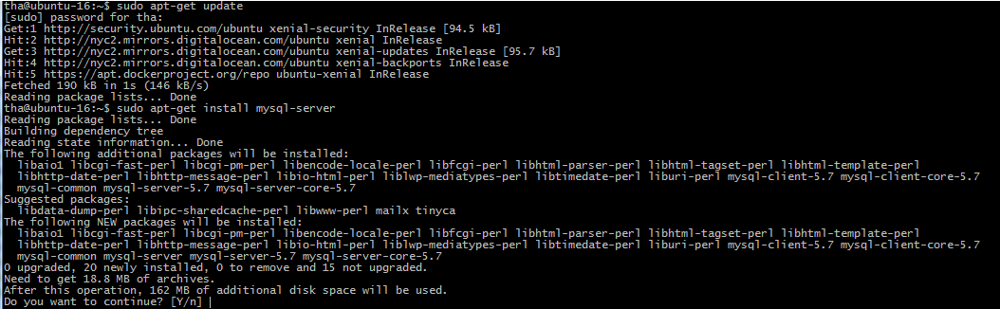 tha@ubuntu-16:~$ sudo apt-get update
[sudo] password for tha:
Get:1 http://security.ubuntu.com/ubuntu xenial-security InRelease [94.5 kB]
Hit:2 http://nyc2.mirrors.digitalocean.com/ubuntu xenial InRelease
Get:3 http://nyc2.mirrors.digitalocean.com/ubuntu xenial-updates InRelease [95.7 kB]
Hit:4 http://nyc2.mirrors.digitalocean.com/ubuntu xenial-backports InRelease
Hit:5 https://apt.dockerproject.org/repo ubuntu-xenial InRelease
Fetched 190 kB in 1s (146 kB/s)
Reading package lists... Done
tha@ubuntu-16:~$ sudo apt-get install mysql-server
Reading package lists... Done
Building dependency tree
Reading state information... Done
The following additional packages will be installed:
  libaio1 libcgi-fast-perl libcgi-pm-perl libencode-locale-perl libfcgi-perl libhtml-parser-perl libhtml-tagset-perl libhtml-template-perl
  libhttp-date-perl libhttp-message-perl libio-html-perl liblwp-mediatypes-perl libtimedate-perl liburi-perl mysql-client-5.7 mysql-client-core-5.7
  mysql-common mysql-server-5.7 mysql-server-core-5.7
Suggested packages:
  libdata-dump-perl libipc-sharedcache-perl libwww-perl mailx tinyca
The following NEW packages will be installed:
  libaio1 libcgi-fast-perl libcgi-pm-perl libencode-locale-perl libfcgi-perl libhtml-parser-perl libhtml-tagset-perl libhtml-template-perl
  libhttp-date-perl libhttp-message-perl libio-html-perl liblwp-mediatypes-perl libtimedate-perl liburi-perl mysql-client-5.7 mysql-client-core-5.7
  mysql-common mysql-server mysql-server-5.7 mysql-server-core-5.7
0 upgraded, 20 newly installed, 0 to remove and 15 not upgraded.
Need to get 18.8 MB of archives.
After this operation, 162 MB of additional disk space will be used.
Do you want to continue? [Y/n]